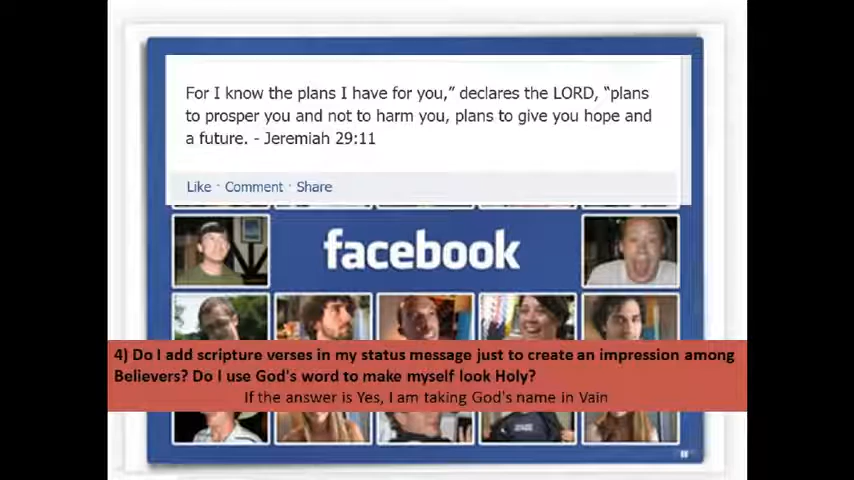 For I know the plans I have for you,” declares the LORD, “plans
to prosper you and not to harm you, plans to give you hope and
a future. - Jeremiah 29:11
Like · Comment · Share
facebook
4) Do I add scripture verses in my status message just to create an impression among
Believers? Do I use God's word to make myself look Holy?
If the answer is Yes, I am taking God's name in Vain